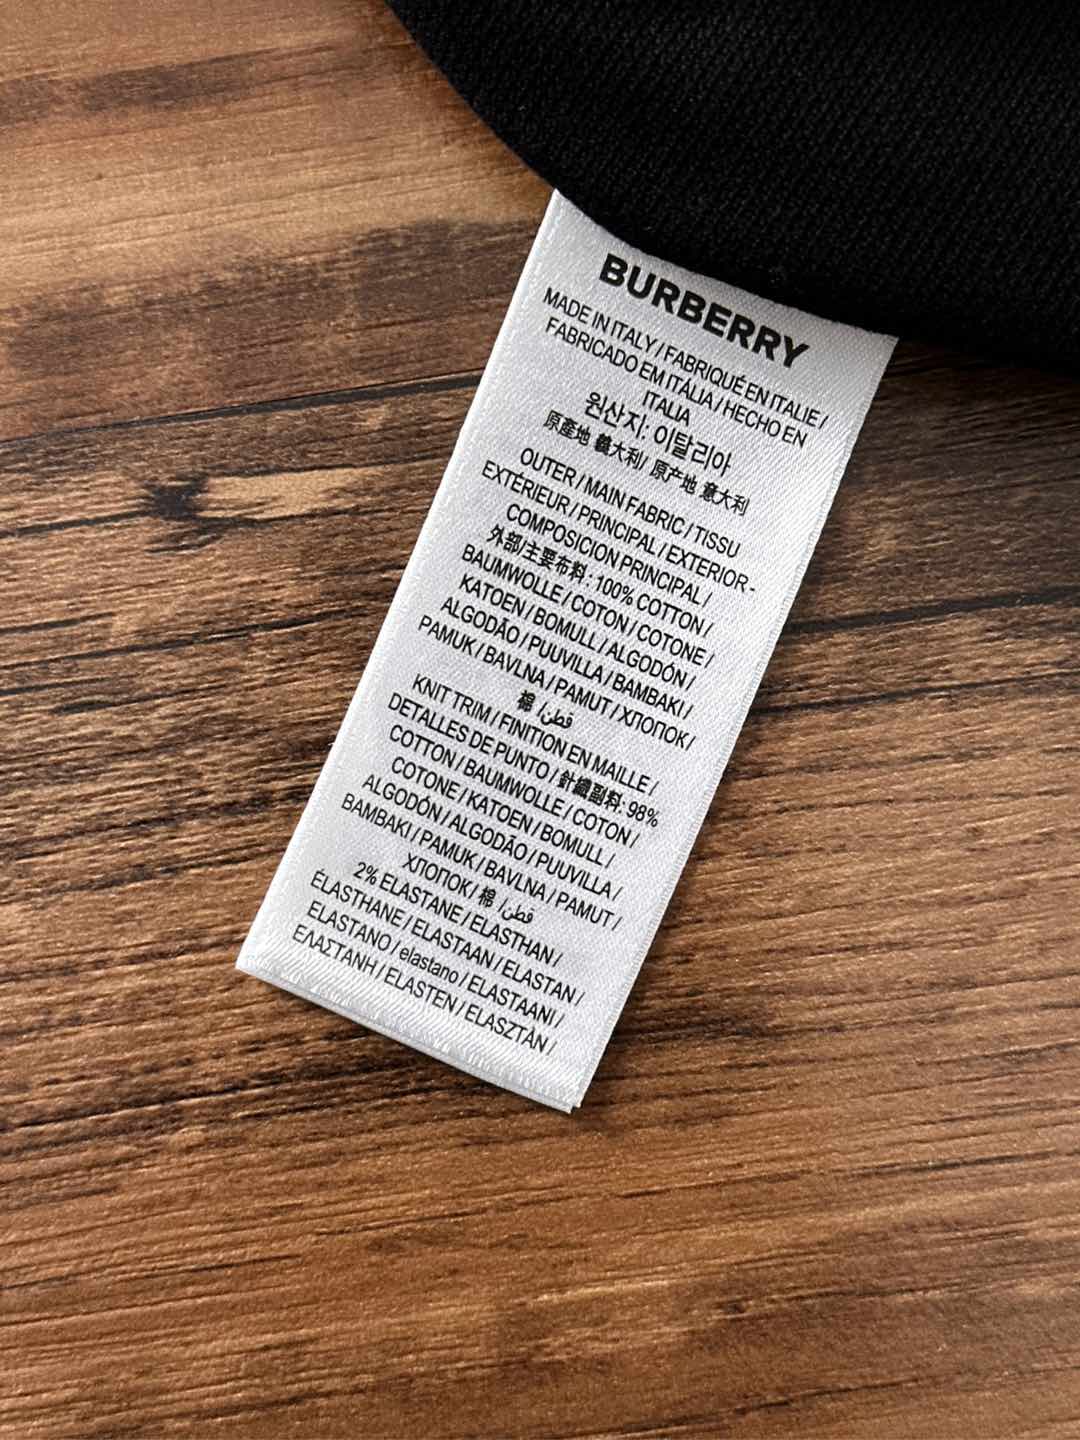 BURBERRY
MADE IN ITALY / FABRIQUÉ EN ITALIE /
FABRICADO EM ITÁLIA / HECHO EN
ITALIA
원산지: 이탈리아
原產地 義大利/ 原产地 意大利
OUTER / MAIN FABRIC / TISSU
EXTÉRIEUR / PRINCIPAL / EXTERIOR -
COMPOSICION PRINCIPAL /
外部/主要布料: 100% COTTON /
BAUMWOLLE / COTON / COTONE /
KATOEN / BOMULL / ALGODÓN /
ALGODÃO / PUUVILLA / BAMBAKI /
PAMUK / BAVLNA / PAMUT / ХЛОПОК /
棉 /قطن
KNIT TRIM / FINITION EN MAILLE /
DETALLES DE PUNTO / 針織副料: 98%
COTTON / BAUMWOLLE / COTON /
COTONE / KATOEN / BOMULL /
ALGODÓN / ALGODÃO / PUUVILLA /
BAMBAKI / PAMUK / BAVLNA / PAMUT /
ХЛОПОК / 棉 /قطن
2% ELASTANE / ELASTHAN /
ÉLASTHANE / ELASTAAN / ELASTAN /
ELASTANO / elastano / ELASTAANI /
ΕΛΑΣΤΑΝΗ / ELASTEN / ELASZTÁN /